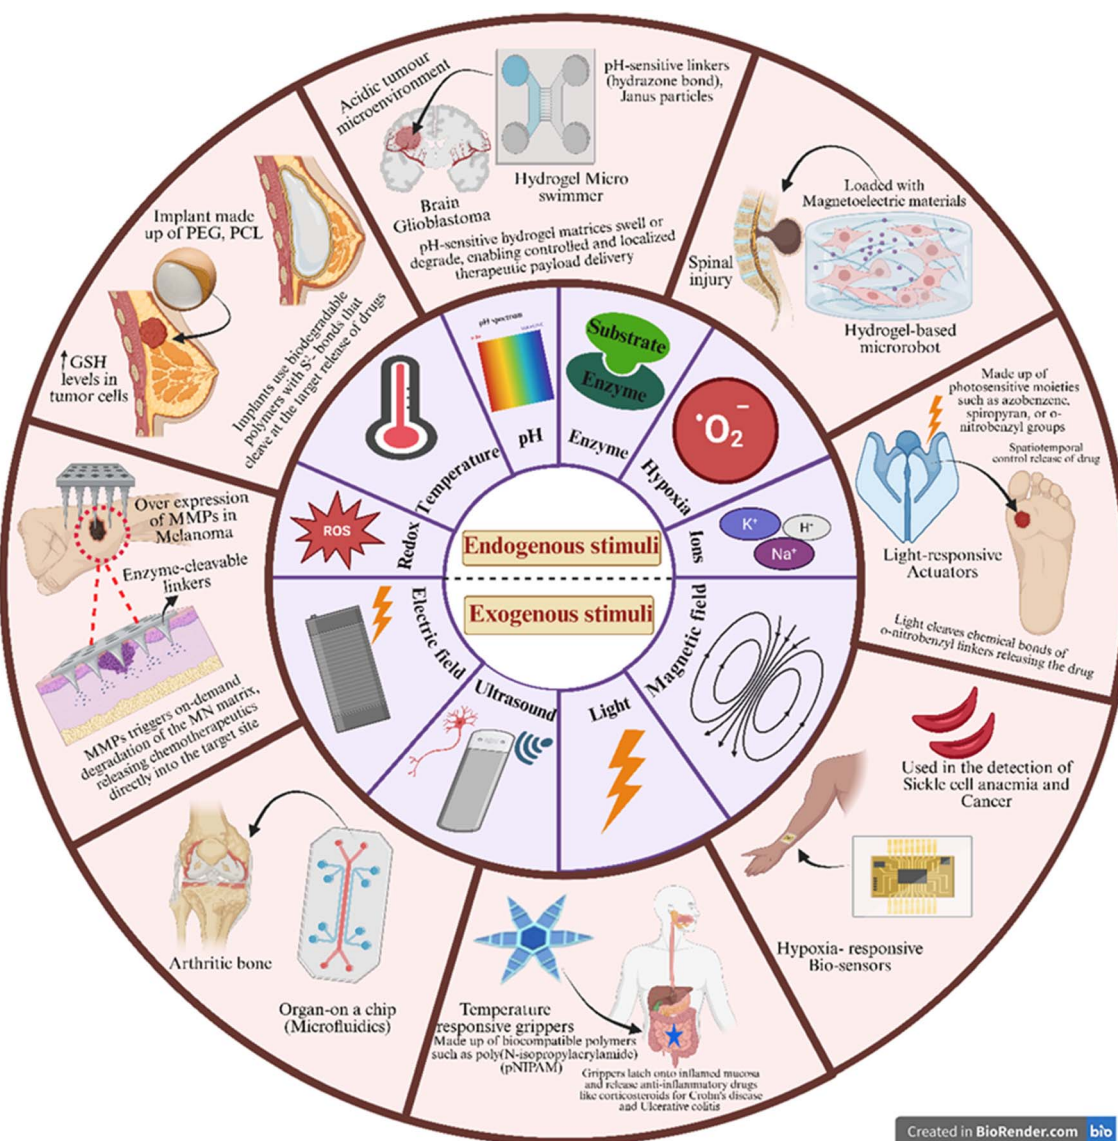 Acidic tumour
microenvironment
pH-sensitive linkers
(hydrazone bond),
Janus particles
Brain
Glioblastoma
Hydrogel Micro
swimmer
pH-sensitive hydrogel matrices swell or
degrade, enabling controlled and localized
therapeutic payload delivery
Loaded with
Magnetoelectric materials
Spinal
injury
Hydrogel-based
microrobot
Made up of
photosensitive moieties
such as azobenzene,
spiropyran, or o-
nitrobenzyl groups
Spatiotemporal
control release of drug
Light-responsive
Actuators
Light cleaves chemical bonds of
o-nitrobenzyl linkers releasing the drug
Used in the detection of
Sickle cell anaemia and
Cancer
Hypoxia- responsive
Bio-sensors
Temperature
responsive grippers
Made up of biocompatible polymers
such as poly(N-isopropylacrylamide)
(pNIPAM)
Grippers latch onto inflamed mucosa
and release anti-inflammatory drugs
like corticosteroids for Crohn's disease
and Ulcerative colitis
Arthritic bone
Organ-on a chip
(Microfluidics)
Over expression
of MMPs in
Melanoma
Enzyme-cleavable
linkers
MMPs triggers on-demand
degradation of the MN matrix,
releasing chemotherapeutics
directly into the target site
Implant made
up of PEG, PCL
↑GSH
levels in
tumor cells
Implants use biodegradable
polymers with S²- bonds that
cleave at the target release of drugs
Temperature
pH spectrum
pH
Substrate
Enzyme
Enzyme
•O₂⁻
Hypoxia
K⁺
H⁺
Na⁺
Ions
ROS
Redox
Endogenous stimuli
Exogenous stimuli
Electric field
Ultrasound
Light
Magnetic field
Created in BioRender.com bio